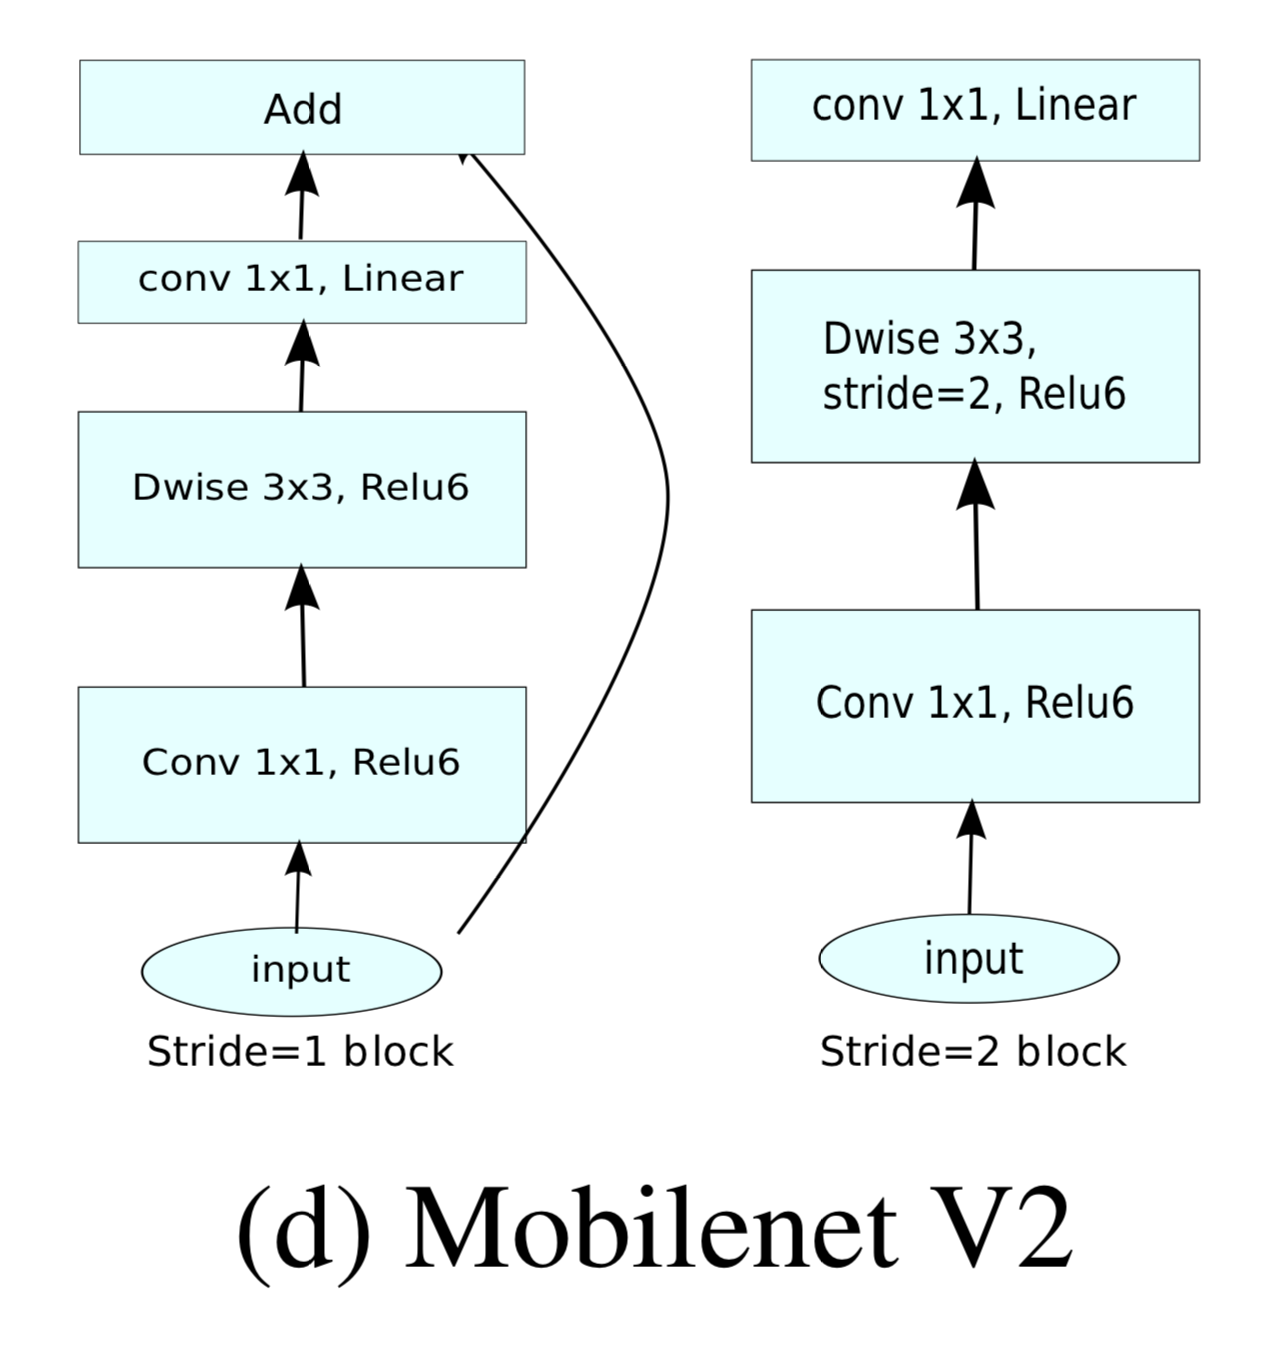 Add
conv 1x1, Linear
Dwise 3x3, Relu6
Conv 1x1, Relu6
input
Stride=1 block
conv 1x1, Linear
Dwise 3x3,
stride=2, Relu6
Conv 1x1, Relu6
input
Stride=2 block
(d) Mobilenet V2